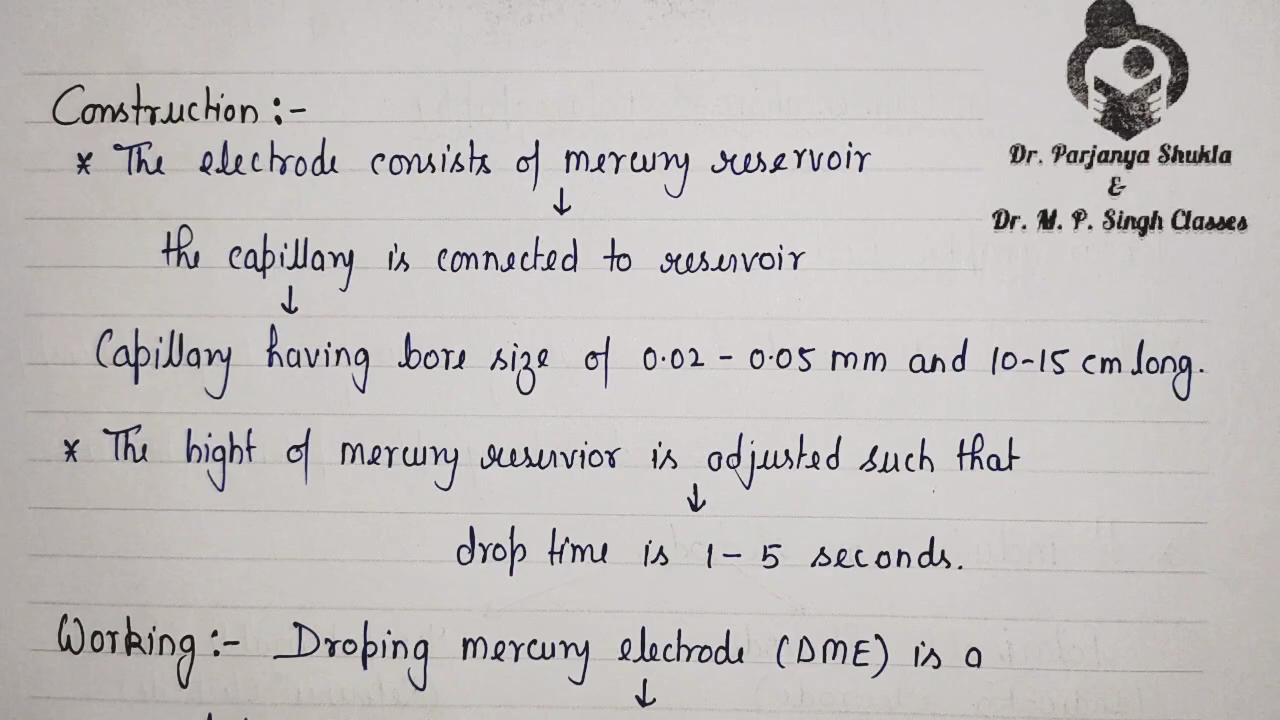 Construction :-
* The electrode consists of mercury reservoir
↓
the capillary is connected to reservoir
↓
Capillary having bore size of 0.02 - 0.05 mm and 10-15 cm long.
* The hight of mercury reservior is adjusted such that
↓
drop time is 1 - 5 seconds.
Working :- Droping mercury electrode (DME) is a
↓
Dr. Parjanya Shukla
&
Dr. M. P. Singh Classes